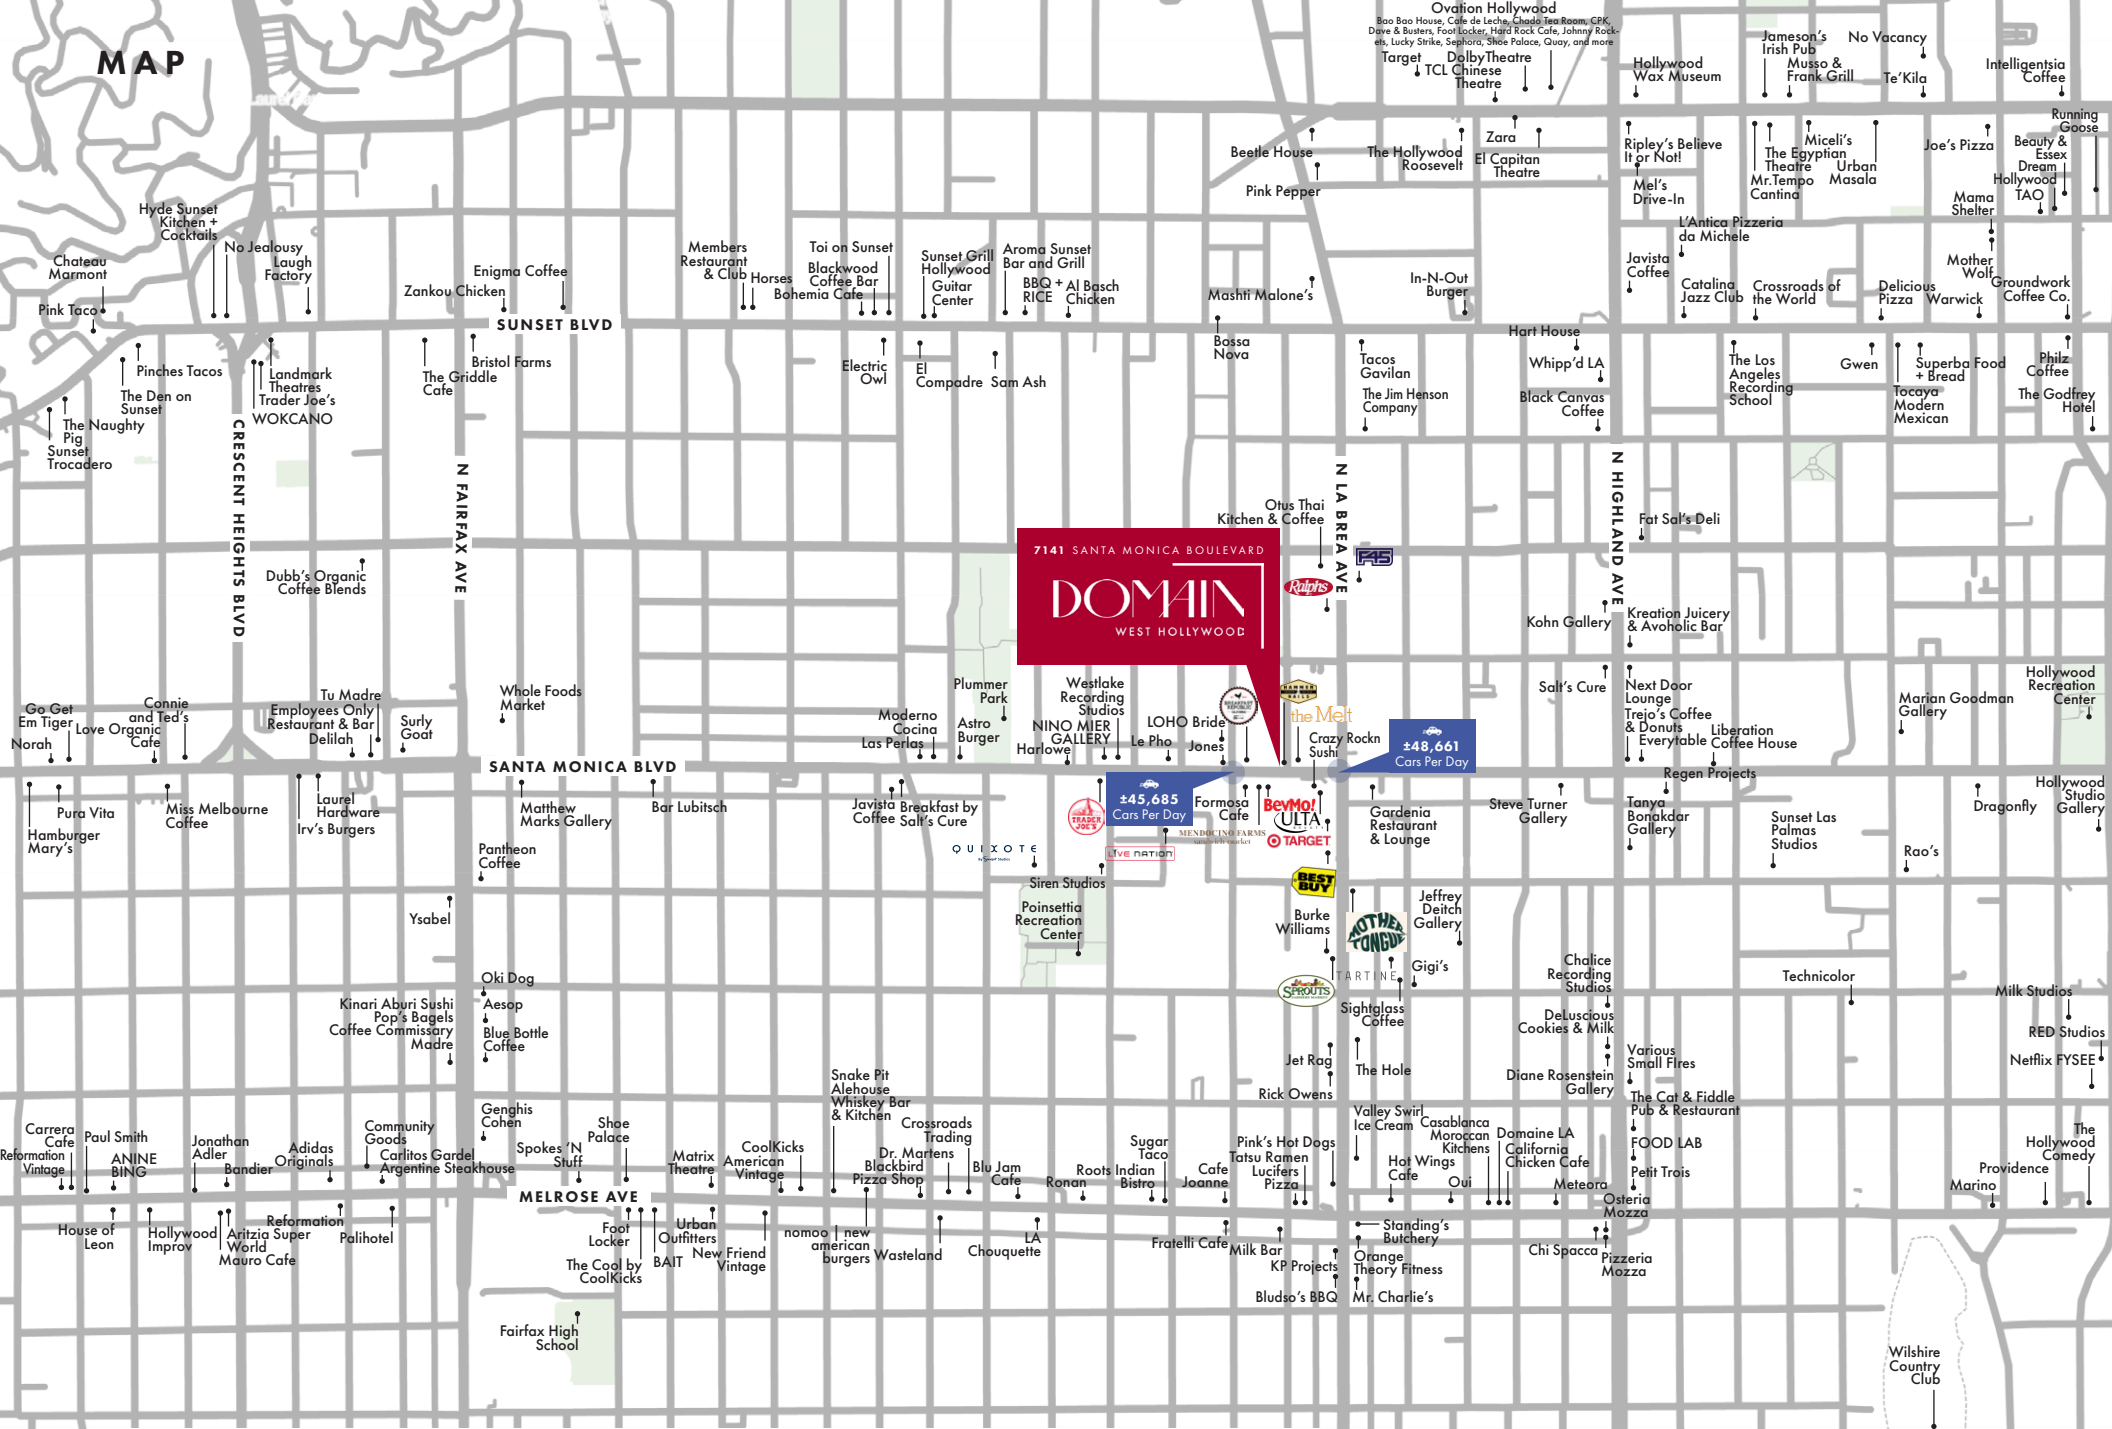 MAP
Ovation Hollywood
Bao Bao House, Cafe de Leche, Chado Tea Room, CPK,
Dave & Busters, Foot Locker, Hard Rock Cafe, Johnny Rock-
ets, Lucky Strike, Sephora, Shoe Palace, Quay, and more
Target
DolbyTheatre
TCL Chinese
Theatre
Hollywood
Wax Museum
Jameson's
Irish Pub
Musso &
Frank Grill
No Vacancy
Te'Kila
Intelligentsia
Coffee
Laurel
Beetle House
Pink Pepper
The Hollywood
Roosevelt
Zara
El Capitan
Theatre
Ripley's Believe
It or Not!
Mel's
Drive-In
The Egyptian
Theatre
Mr.Tempo
Cantina
Miceli's
Urban
Masala
Joe's Pizza
Running
Goose
Beauty &
Essex
Dream
Hollywood
TAO
Mama
Shelter
Mother
Wolf
L'Antica Pizzeria
da Michele
Javista
Coffee
Catalina
Jazz Club
Crossroads of
the World
Delicious
Pizza
Warwick
Groundwork
Coffee Co.
Hyde Sunset
Kitchen +
Cocktails
No Jealousy
Laugh
Factory
Chateau
Marmont
Pink Taco
Zankou Chicken
Enigma Coffee
Members
Restaurant
& Club
Horses
Toi on Sunset
Blackwood
Coffee Bar
Bohemia Cafe
Sunset Grill
Hollywood
Guitar
Center
Aroma Sunset
Bar and Grill
BBQ +
RICE
Al Basch
Chicken
Mashti Malone's
In-N-Out
Burger
SUNSET BLVD
Pinches Tacos
The Den on
Sunset
The Naughty
Pig
Sunset
Trocadero
Landmark
Theatres
Trader Joe's
WOKCANO
The Griddle
Cafe
Bristol Farms
Electric
Owl
El
Compadre
Sam Ash
Bossa
Nova
Tacos
Gavilan
The Jim Henson
Company
Hart House
Whipp'd LA
Black Canvas
Coffee
The Los
Angeles
Recording
School
Gwen
Superba Food
+ Bread
Tocaya
Modern
Mexican
Philz
Coffee
The Godfrey
Hotel
CRESCENT HEIGHTS BLVD
N FAIRFAX AVE
N LA BREA AVE
N HIGHLAND AVE
Dubb's Organic
Coffee Blends
Otus Thai
Kitchen & Coffee
F45
Ralphs
Fat Sal's Deli
7141 SANTA MONICA BOULEVARD
DOMAIN
WEST HOLLYWOOD
Kohn Gallery
Kreation Juicery
& Avoholic Bar
Salt's Cure
Next Door
Lounge
Trejo's Coffee
& Donuts
Everytable
Liberation
Coffee House
Regen Projects
Marian Goodman
Gallery
Hollywood
Recreation
Center
Go Get
Em Tiger
Norah
Love Organic
Cafe
Connie
and Ted's
Tu Madre
Employees Only
Restaurant & Bar
Delilah
Surly
Goat
Whole Foods
Market
Moderno
Cocina
Las Perlas
Plummer
Park
Astro
Burger
Westlake
Recording
Studios
NINO MIER
GALLERY
Harlowe
LOHO Bride
Le Pho
Jones
BREAKFAST
REPUBLIC
HAMMER
NAILS
the Melt
Crazy Rockn
Sushi
±48,661
Cars Per Day
SANTA MONICA BLVD
±45,685
Cars Per Day
Hamburger
Mary's
Pura Vita
Miss Melbourne
Coffee
Laurel
Hardware
Irv's Burgers
Matthew
Marks Gallery
Bar Lubitsch
Pantheon
Coffee
Javista
Coffee
Breakfast by
Salt's Cure
QUIXOTE
TRADER
JOE'S
LIVE NATION
Formosa
Cafe
MENDOCINO FARMS
sandwich market
BevMo!
ULTA
BEAUTY
TARGET
BEST
BUY
Gardenia
Restaurant
& Lounge
Steve Turner
Gallery
Tanya
Bonakdar
Gallery
Sunset Las
Palmas
Studios
Dragonfly
Hollywood
Studio
Gallery
Rao's
Siren Studios
Poinsettia
Recreation
Center
Ysabel
Burke
Williams
MOTHER
TONGUE
Jeffrey
Deitch
Gallery
TARTINE
Gigi's
SPROUTS
FARMERS MARKET
Sightglass
Coffee
Chalice
Recording
Studios
DeLuscious
Cookies & Milk
Technicolor
Milk Studios
RED Studios
Netflix FYSEE
Oki Dog
Aesop
Blue Bottle
Coffee
Kinari Aburi Sushi
Pop's Bagels
Coffee Commissary
Madre
Jet Rag
Rick Owens
The Hole
Diane Rosenstein
Gallery
Various
Small FIres
The Cat & Fiddle
Pub & Restaurant
FOOD LAB
Petit Trois
Carrera
Cafe
Reformation
Vintage
Paul Smith
ANINE
BING
Jonathan
Adler
Bandier
Adidas
Originals
Community
Goods
Carlitos Gardel
Argentine Steakhouse
Genghis
Cohen
Spokes 'N
Stuff
Shoe
Palace
Matrix
Theatre
CoolKicks
American
Vintage
Snake Pit
Alehouse
Whiskey Bar
& Kitchen
Crossroads
Trading
Dr. Martens
Blackbird
Pizza Shop
Blu Jam
Cafe
Ronan
Roots Indian
Bistro
Sugar
Taco
Cafe
Joanne
Pink's Hot Dogs
Tatsu Ramen
Lucifers
Pizza
Valley Swirl
Ice Cream
Casablanca
Moroccan
Kitchens
Domaine LA
California
Chicken Cafe
Hot Wings
Cafe
Oui
Meteora
Osteria
Mozza
The
Hollywood
Comedy
Providence
Marino
MELROSE AVE
House of
Leon
Hollywood
Improv
Aritzia Super
World
Mauro Cafe
Reformation
Palihotel
Foot
Locker
The Cool by
CoolKicks
BAIT
Urban
Outfitters
New Friend
Vintage
nomoo | new
american
burgers
Wasteland
LA
Chouquette
Fratelli Cafe
Milk Bar
KP Projects
Bludso's BBQ
Standing's
Butchery
Orange
Theory Fitness
Mr. Charlie's
Chi Spacca
Pizzeria
Mozza
Fairfax High
School
Wilshire
Country
Club